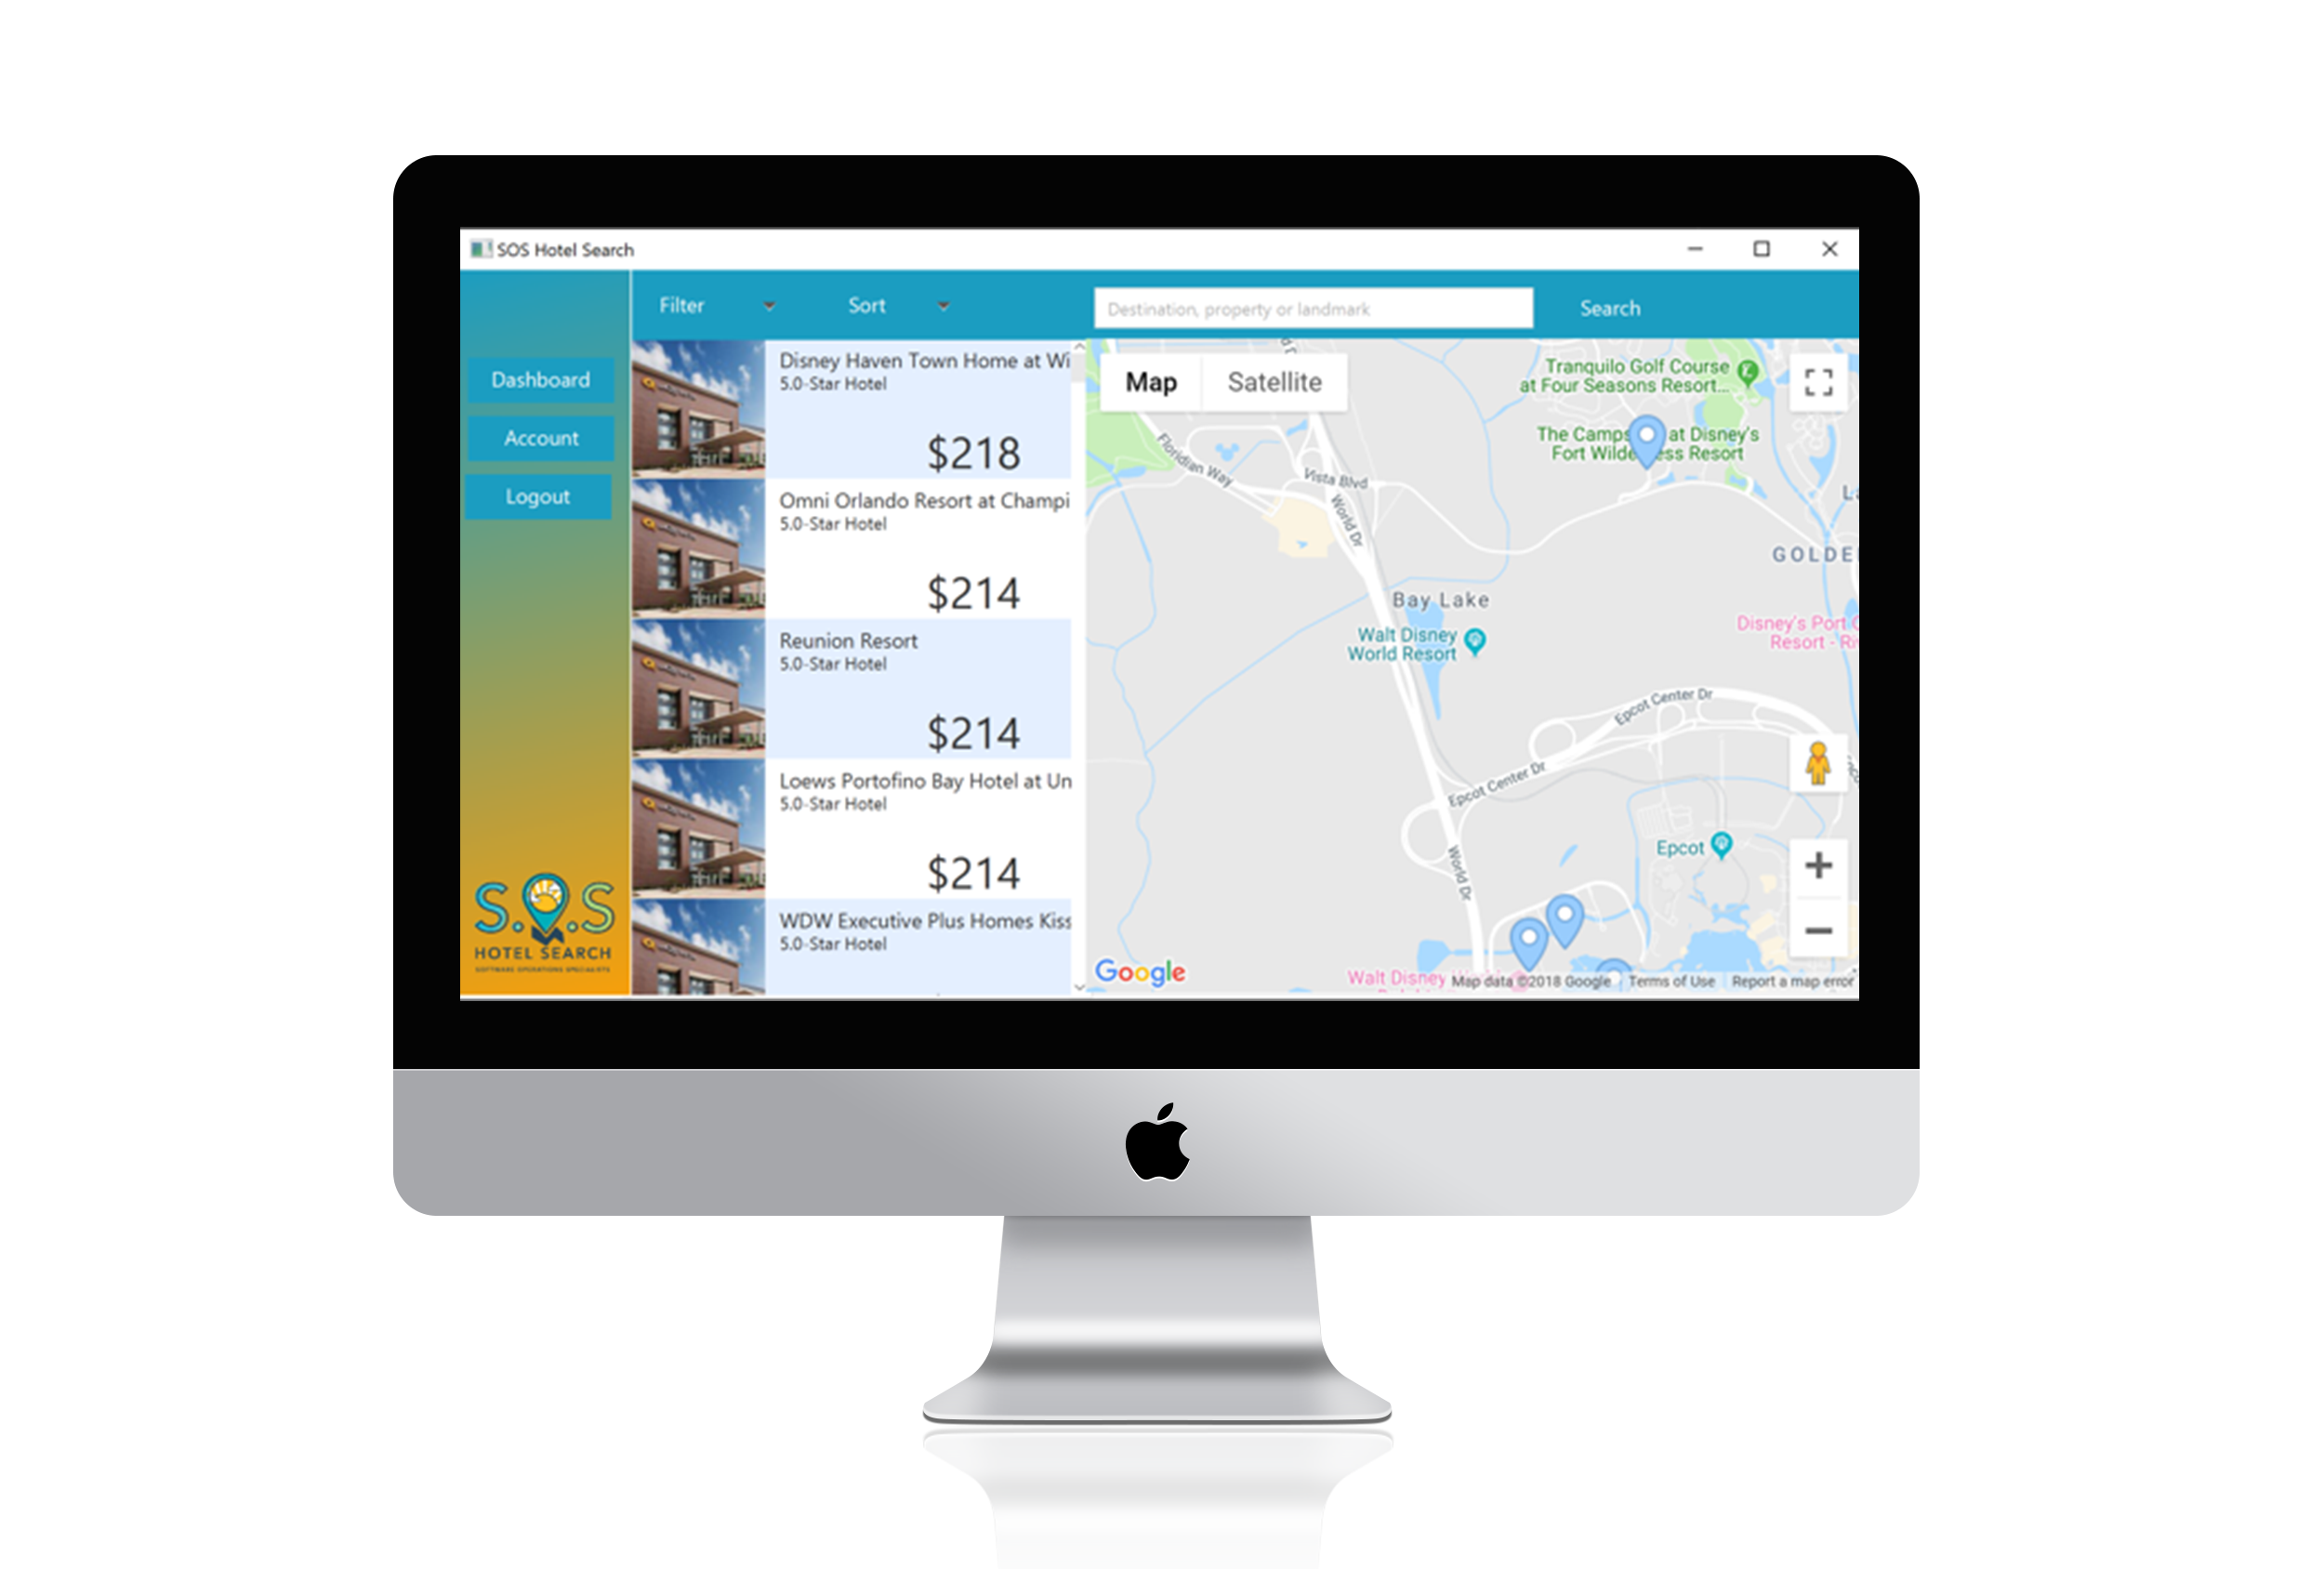 SOS Hotel Search
Filter
Sort
Destination, property or landmark
Search
Dashboard
Account
Logout
S.O.S
HOTEL SEARCH
SOFTWARE OPERATIONS SPECIALISTS
Disney Haven Town Home at Wi
5.0-Star Hotel
$218
Omni Orlando Resort at Champi
5.0-Star Hotel
$214
Reunion Resort
5.0-Star Hotel
$214
Loews Portofino Bay Hotel at Un
5.0-Star Hotel
$214
WDW Executive Plus Homes Kiss
5.0-Star Hotel
Map
Satellite
Tranquilo Golf Course
at Four Seasons Resort...
The Camps at Disney's
Fort Wilde ess Resort
Floridian Way
Vista Blvd
World Dr
GOLDE
Bay Lake
Walt Disney
World Resort
Disney's Port
Resort - Ri
Epcot Center Dr
Epcot Center Dr
World Dr
Epcot
Google
Walt Disney
Map data ©2018 Google
Terms of Use
Report a map error